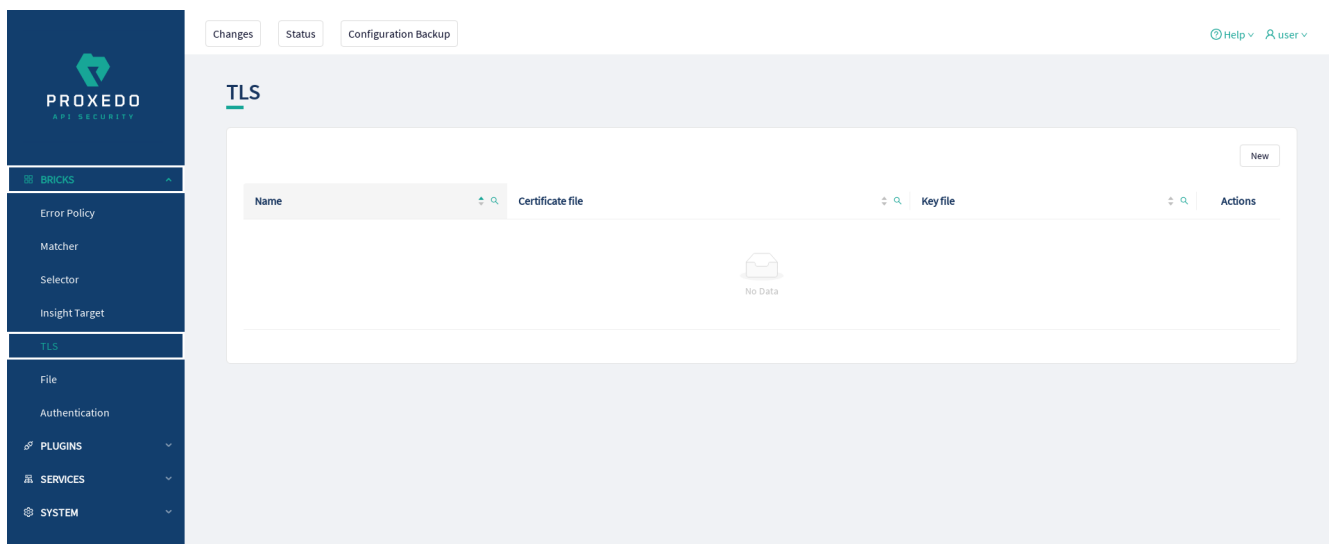 Changes Status Configuration Backup Help user
PROXEDO
API SECURITY
TLS
New
BRICKS
Name Certificate file Key file Actions
Error Policy
Matcher
Selector
No Data
Insight Target
TLS
File
Authentication
PLUGINS
SERVICES
SYSTEM